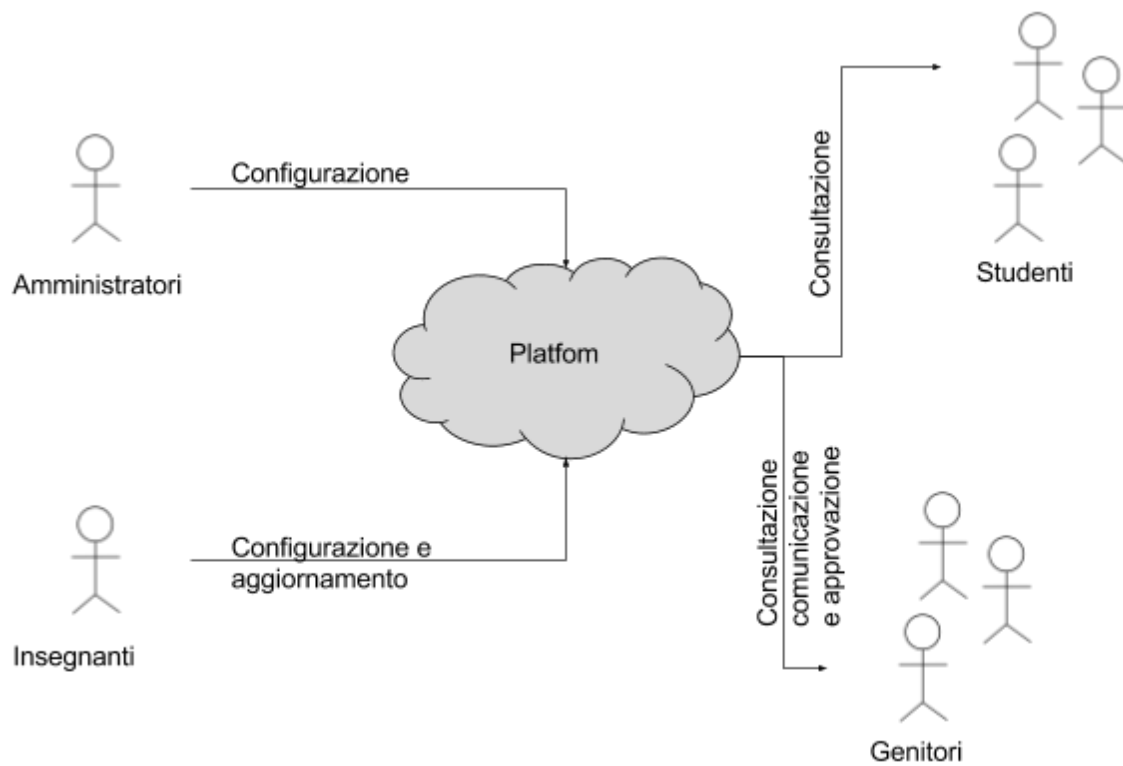 Configurazione
Amministratori
Consultazione
Studenti
Platfom
Configurazione e
aggiornamento
Insegnanti
Consultazione
comunicazione
e approvazione
Genitori